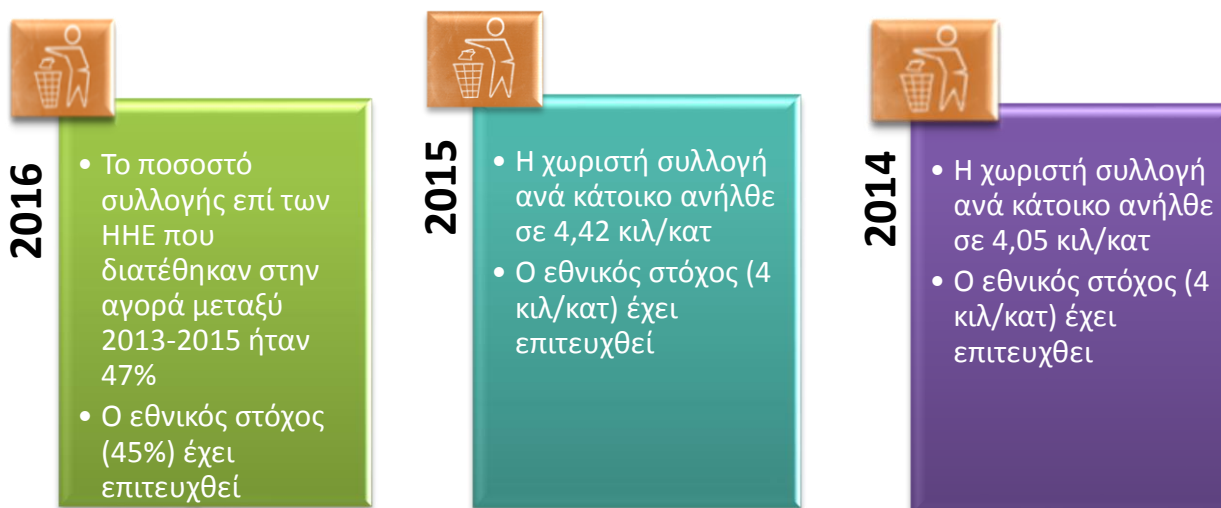 2016
• Το ποσοστό
συλλογής επί των
ΗΗΕ που
διατέθηκαν στην
αγορά μεταξύ
2013-2015 ήταν
47%
• Ο εθνικός στόχος
(45%) έχει
επιτευχθεί
2015
• Η χωριστή συλλογή
ανά κάτοικο ανήλθε
σε 4,42 κιλ/κατ
• Ο εθνικός στόχος (4
κιλ/κατ) έχει
επιτευχθεί
2014
• Η χωριστή συλλογή
ανά κάτοικο ανήλθε
σε 4,05 κιλ/κατ
• Ο εθνικός στόχος (4
κιλ/κατ) έχει
επιτευχθει